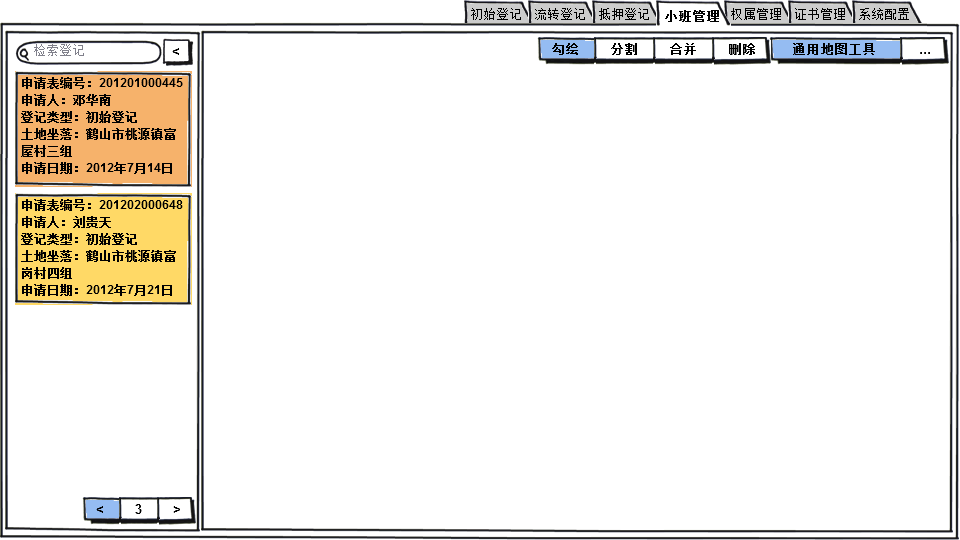 初始登记 流转登记 抵押登记 小班管理 权属管理 证书管理 系统配置
检索登记 <
勾绘 分割 合并 删除 通用地图工具 ...
申请表编号：201201000445
申请人：邓华南
登记类型：初始登记
土地坐落：鹤山市桃源镇富
屋村三组
申请日期：2012年7月14日
申请表编号：201202000648
申请人：刘贵天
登记类型：初始登记
土地坐落：鹤山市桃源镇富
岗村四组
申请日期：2012年7月21日
< 3 >